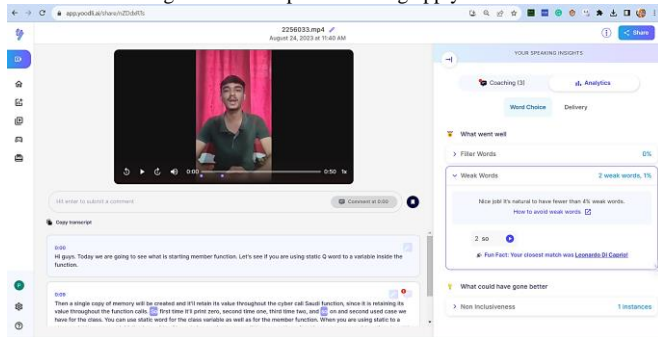 app.yoodli.ai/share/nZDdxRTs
2256033.mp4
August 24, 2023 at 11:40 AM
Share
YOUR SPEAKING INSIGHTS
Coaching (3)
Analytics
Word Choice
Delivery
What went well
Filler Words
0%
Weak Words
2 weak words, 1%
Nice job! It's natural to have fewer than 4% weak words.
How to avoid weak words
2 so
Fun Fact: Your closest match was Leonardo Di Caprio!
What could have gone better
Non Inclusiveness
1 instances
0:00
0:50 1x
Hit enter to submit a comment
Comment at 0:00
Copy transcript
0:00
Hi guys. Today we are going to see what is starting member function. Let's see if you are using static Q word to a variable inside the
function.
0:09
Then a single copy of memory will be created and it'll retain its value throughout the cyber call Saudi function, since it is retaining its
value throughout the function calls. So first time it'll print zero, second time one, third time two, and so on and second used case we
have for the class. You can use static word for the class variable as well as for the member function. When you are using static to a